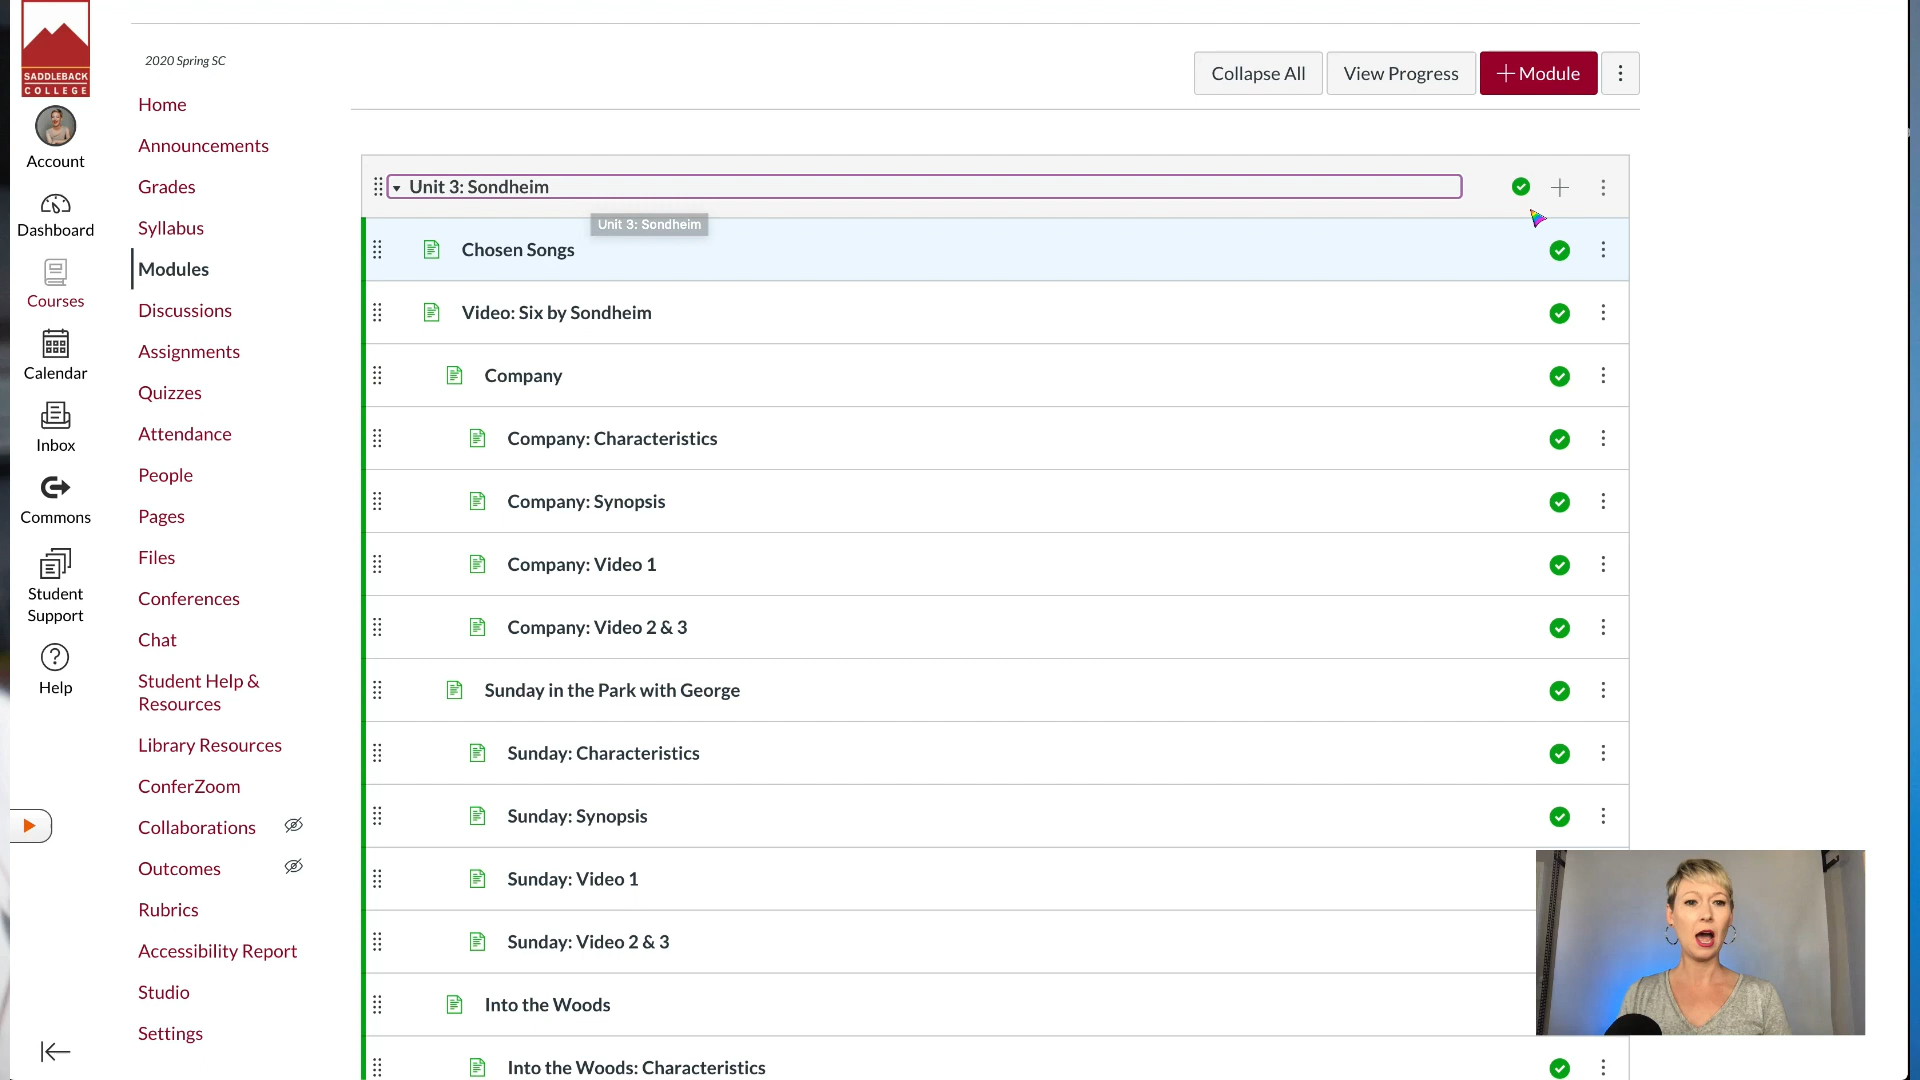 SADDLEBACK
COLLEGE
Account
Dashboard
Courses
Calendar
Inbox
Commons
Student
Support
Help
2020 Spring SC
Home
Announcements
Grades
Syllabus
Modules
Discussions
Assignments
Quizzes
Attendance
People
Pages
Files
Conferences
Chat
Student Help &
Resources
Library Resources
ConferZoom
Collaborations
Outcomes
Rubrics
Accessibility Report
Studio
Settings
Collapse All
View Progress
+ Module
Unit 3: Sondheim
Unit 3: Sondheim
Chosen Songs
Video: Six by Sondheim
Company
Company: Characteristics
Company: Synopsis
Company: Video 1
Company: Video 2 & 3
Sunday in the Park with George
Sunday: Characteristics
Sunday: Synopsis
Sunday: Video 1
Sunday: Video 2 & 3
Into the Woods
Into the Woods: Characteristics